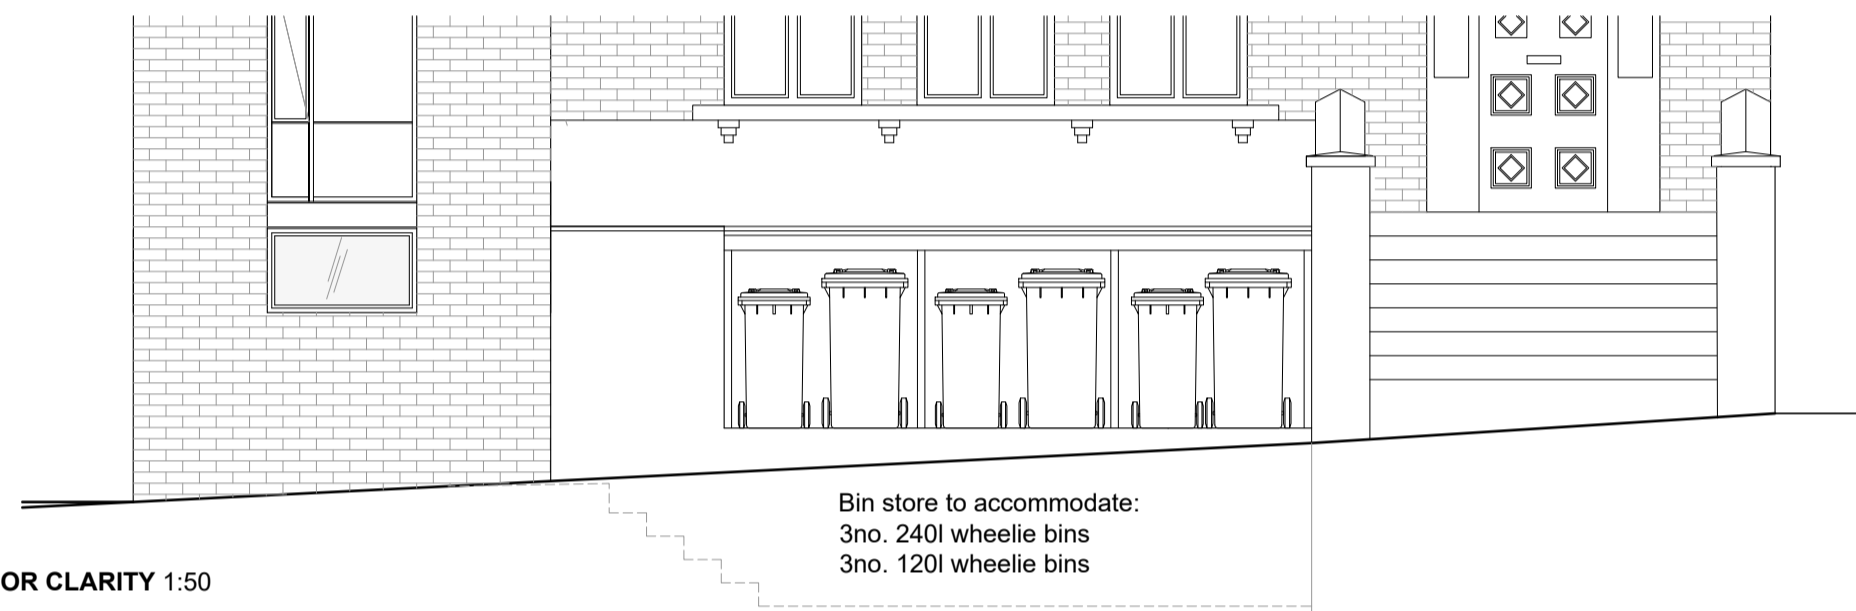 Bin store to accommodate:
3no. 240l wheelie bins
3no. 120l wheelie bins
OR CLARITY 1:50